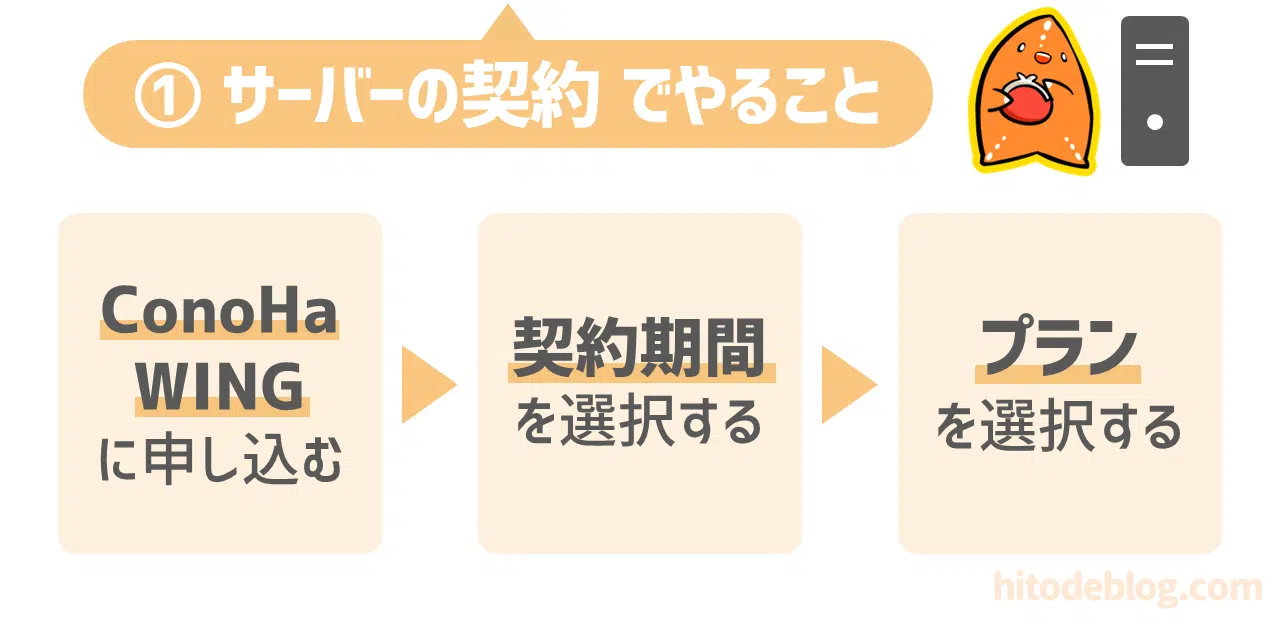 ① サーバーの契約 でやること
ConoHa
WING
に申し込む
契約期間
を選択する
プラン
を選択する
hitodeblog.com